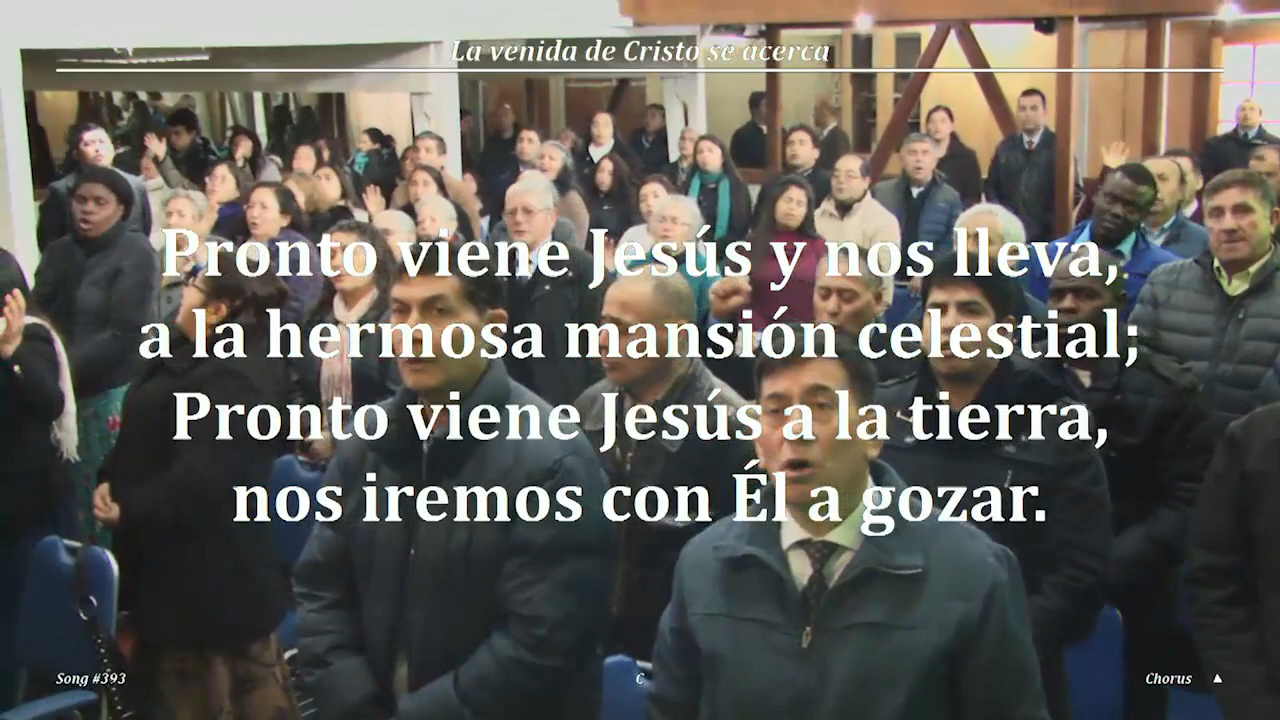 La venida de Cristo se acerca
Pronto viene Jesús y nos lleva,
a la hermosa mansión celestial;
Pronto viene Jesús a la tierra,
nos iremos con Él a gozar.
Song #393
C
Chorus ▲